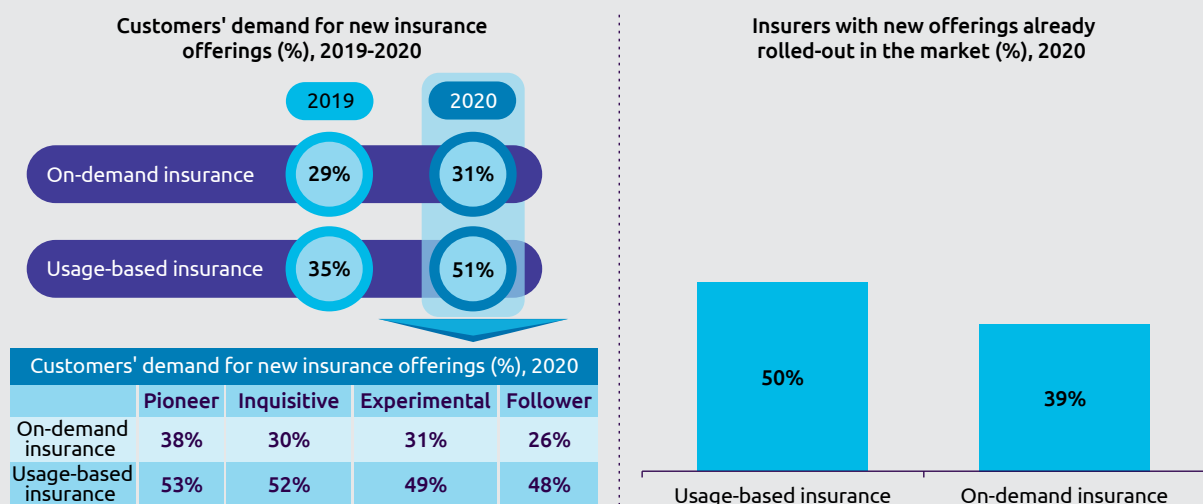 Customers' demand for new insurance
offerings (%), 2019-2020
2019 2020
On-demand insurance 29% 31%
Usage-based insurance 35% 51%
Customers' demand for new insurance offerings (%), 2020
Pioneer Inquisitive Experimental Follower
On-demand
insurance 38% 30% 31% 26%
Usage-based
insurance 53% 52% 49% 48%
Insurers with new offerings already
rolled-out in the market (%), 2020
50% 39%
Usage-based insurance On-demand insurance